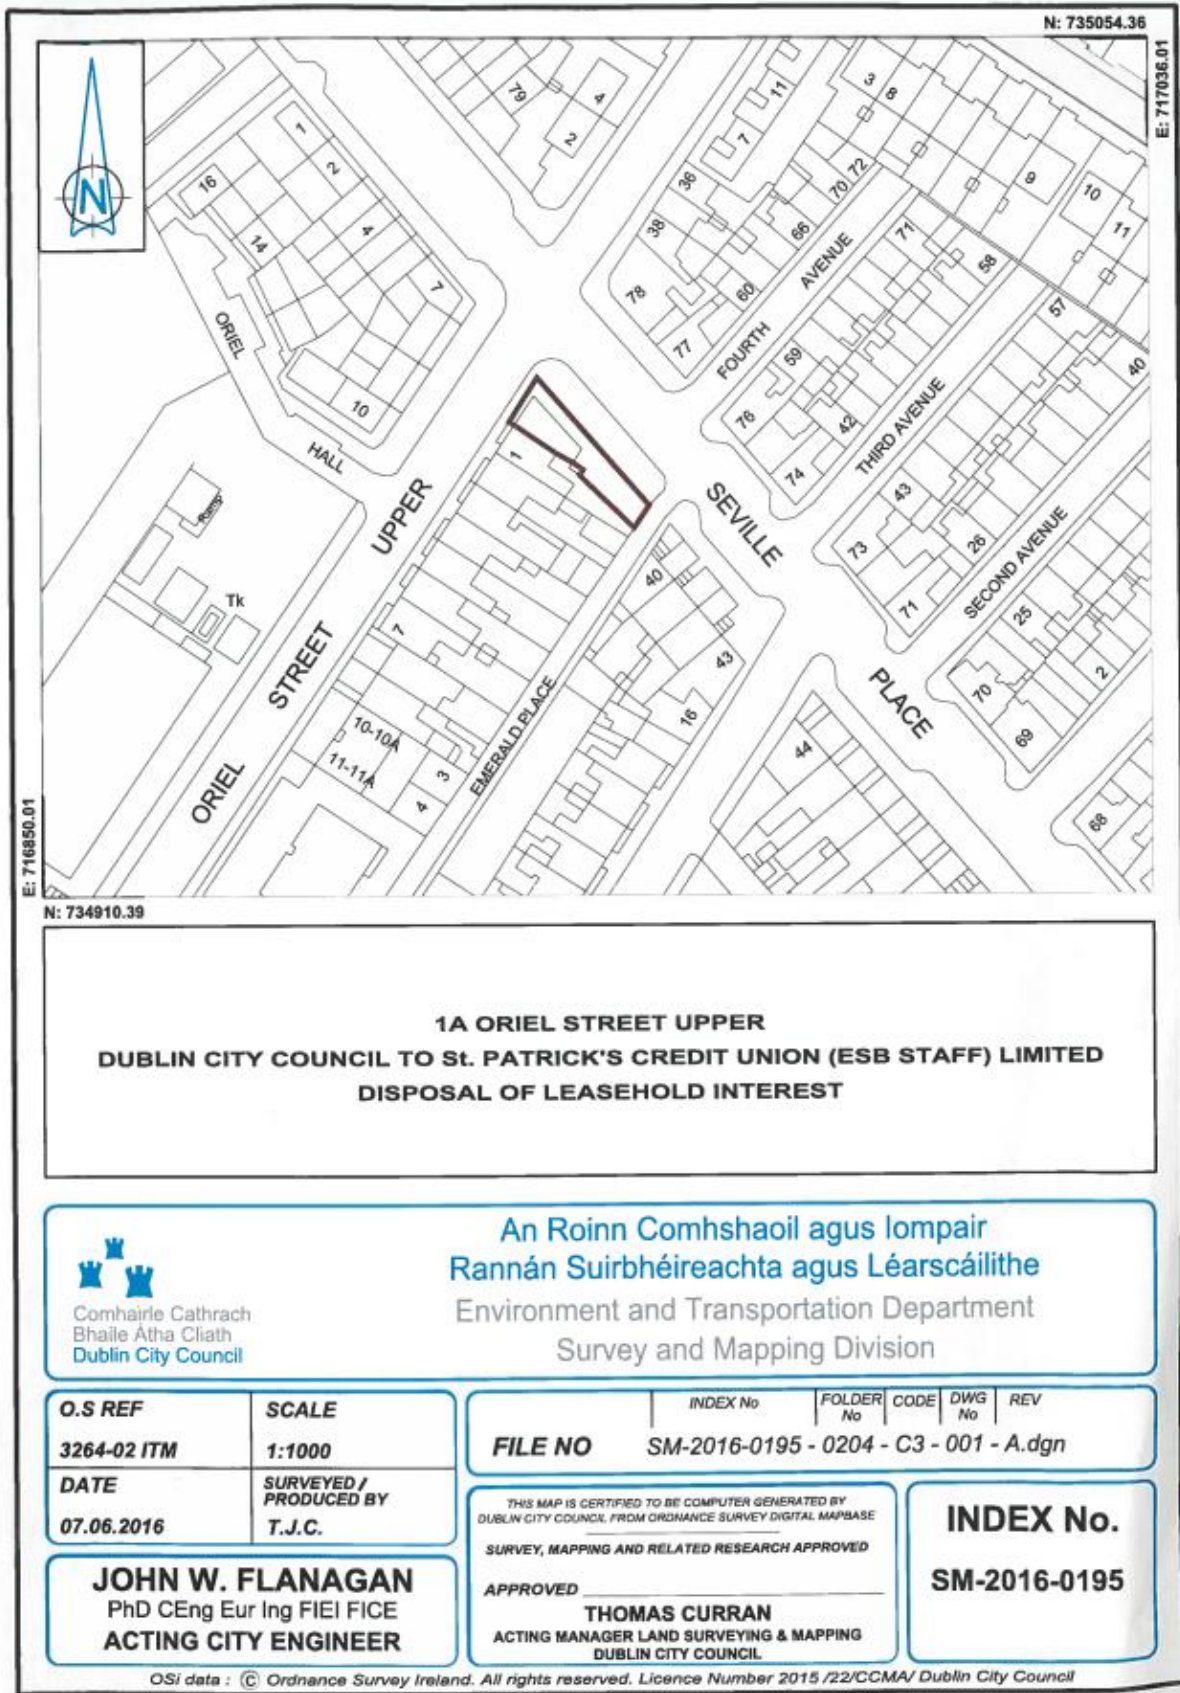 N: 735054.36
E: 717036.01
N
79
4
2
11
7
3
8
9
10
11
16
1
2
14
4
7
10
36
38
78
77
60
66
70
72
71
58
57
40
ORIEL
HALL
FOURTH
AVENUE
59
76
42
74
THIRD AVENUE
43
73
26
71
SECOND AVENUE
25
70
2
69
68
1
UPPER
STREET
ORIEL
SEVILLE
PLACE
Ramp
Tk
7
40
43
16
44
10-10A
11-11A
3
4
EMERALD PLACE
E: 716850.01
N: 734910.39
1A ORIEL STREET UPPER
DUBLIN CITY COUNCIL TO St. PATRICK'S CREDIT UNION (ESB STAFF) LIMITED
DISPOSAL OF LEASEHOLD INTEREST
Comhairle Cathrach
Bhaile Átha Cliath
Dublin City Council
An Roinn Comhshaoil agus Iompair
Rannán Suirbhéireachta agus Léarscáilithe
Environment and Transportation Department
Survey and Mapping Division
O.S REF
3264-02 ITM
SCALE
1:1000
DATE
07.06.2016
SURVEYED /
PRODUCED BY
T.J.C.
INDEX No
FOLDER No
CODE
DWG No
REV
FILE NO SM-2016-0195 - 0204 - C3 - 001 - A.dgn
THIS MAP IS CERTIFIED TO BE COMPUTER GENERATED BY
DUBLIN CITY COUNCIL FROM ORDNANCE SURVEY DIGITAL MAPBASE
SURVEY, MAPPING AND RELATED RESEARCH APPROVED
APPROVED
THOMAS CURRAN
ACTING MANAGER LAND SURVEYING & MAPPING
DUBLIN CITY COUNCIL
INDEX No.
SM-2016-0195
JOHN W. FLANAGAN
PhD CEng Eur Ing FIEI FICE
ACTING CITY ENGINEER
OSi data : © Ordnance Survey Ireland. All rights reserved. Licence Number 2015 /22/CCMA/ Dublin City Council